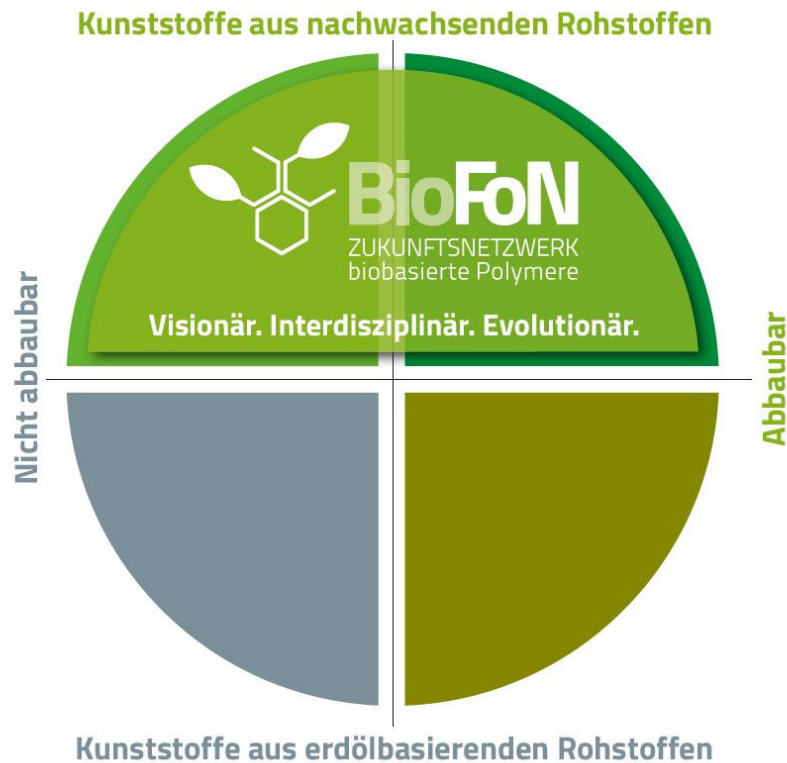 Kunststoffe aus nachwachsenden Rohstoffen
BioFoN
ZUKUNFTSNETZWERK
biobasierte Polymere
Visionär. Interdisziplinär. Evolutionär.
Nicht abbaubar
Abbaubar
Kunststoffe aus erdölbasierenden Rohstoffen